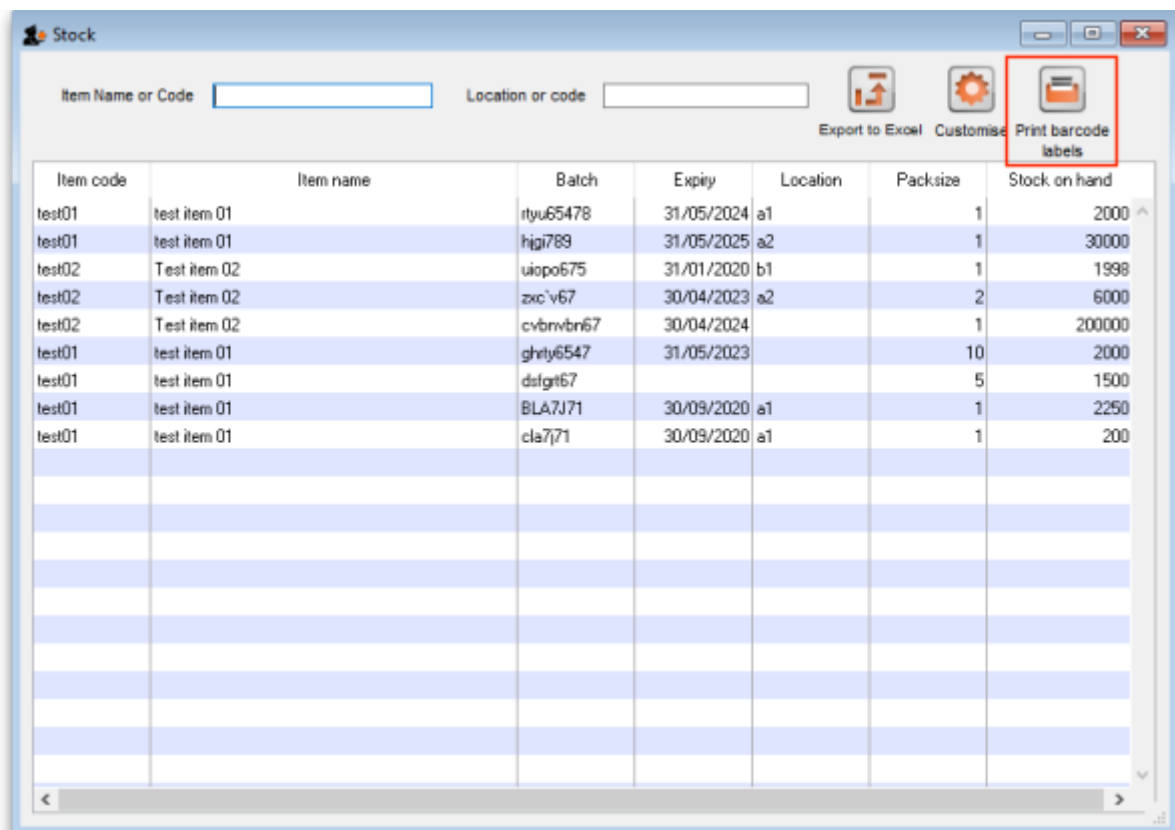 Stock
Item Name or Code Location or code
Export to Excel Customise Print barcode labels
Item code Item name Batch Expiry Location Packsize Stock on hand
test01 test item 01 rtyu65478 31/05/2024 a1 1 2000
test01 test item 01 hjgi789 31/05/2025 a2 1 30000
test02 Test item 02 uiopo675 31/01/2020 b1 1 1998
test02 Test item 02 zxc`v67 30/04/2023 a2 2 6000
test02 Test item 02 cvbnvbn67 30/04/2024 1 200000
test01 test item 01 ghrty6547 31/05/2023 10 2000
test01 test item 01 dsfgrt67 5 1500
test01 test item 01 BLA7J71 30/09/2020 a1 1 2250
test01 test item 01 cla7j71 30/09/2020 a1 1 200